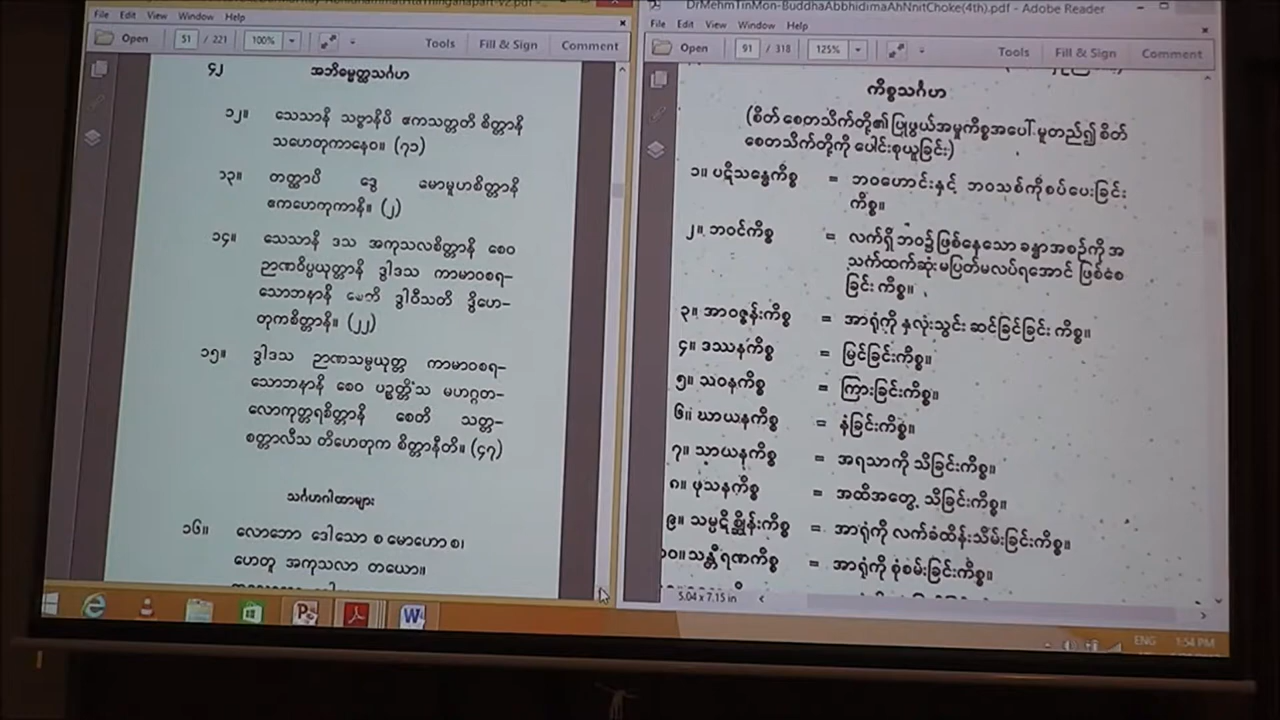 File Edit View Window Help
Open 51 / 221 100% Tools Fill & Sign Comment
၄၂ အဘိဓမ္မတ္ထသင်္ဂဟ
၁၂။ သေသာနိ သဗ္ဗာနိပိ ဧကသတ္တတိ စိတ္တာနိ
သဟေတုကာနေဝ။ (၇၁)
၁၃။ တတ္ထာပိ ဒွေ မောမူဟစိတ္တာနိ
ဧကဟေတုကာနိ။ (၂)
၁၄။ သေသာနိ ဒသ အကုသလစိတ္တာနိ စေဝ
ဉာဏဝိပ္ပယုတ္တာနိ ဒွါဒသ ကာမာဝစရ–
သောဘနာနိ စေတိ ဒွါဝီသတိ ဒွိဟေ–
တုကစိတ္တာနိ။ (၂၂)
၁၅။ ဒွါဒသ ဉာဏသမ္ပယုတ္တ ကာမာဝစရ–
သောဘနာနိ စေဝ ပဉ္စတ္တိံသ မဟဂ္ဂတ–
လောကုတ္တရစိတ္တာနိ စေတိ သတ္တ–
စတ္တာလီသ တိဟေတုက စိတ္တာနီတိ။ (၄၇)
သင်္ဂဟဂါထာများ
၁၆။ လောဘော ဒေါသော စ မောဟော စ၊
ဟေတူ အကုသလာ တယော။
DrMehmTinMon-BuddhaAbbhidimaAhNnitChoke(4th).pdf - Adobe Reader
File Edit View Window Help
Open 91 / 318 125% Tools Fill & Sign Comment
ကိစ္စသင်္ဂဟ
(စိတ် စေတသိက်တို့၏ ပြုဖွယ်အမှုကိစ္စအပေါ် မူတည်၍ စိတ်
စေတသိက်တို့ကို ပေါင်းစုယူခြင်း)
၁။ ပဋိသန္ဓေကိစ္စ = ဘဝဟောင်းနှင့် ဘဝသစ်ကိုစပ်ပေးခြင်း
ကိစ္စ။
၂။ ဘဝင်ကိစ္စ = လက်ရှိ ဘဝ၌ဖြစ်နေသော ခန္ဓာအစဉ်ကို အ
သက်ထက်ဆုံး မပြတ်မလပ်ရအောင် ဖြစ်စေ
ခြင်း ကိစ္စ။
၃။ အာဝဇ္ဇန်းကိစ္စ = အာရုံကို နှလုံးသွင်း ဆင်ခြင်ခြင်း ကိစ္စ။
၄။ ဒဿနကိစ္စ = မြင်ခြင်းကိစ္စ။
၅။ သဝနကိစ္စ = ကြားခြင်းကိစ္စ။
၆။ ဃာယနကိစ္စ = နံခြင်းကိစ္စ။
၇။ သာယနကိစ္စ = အရသာကို သိခြင်းကိစ္စ။
၈။ ဖုသနကိစ္စ = အထိအတွေ့ သိခြင်းကိစ္စ။
၉။ သမ္ပဋိစ္ဆိုန်းကိစ္စ = အာရုံကို လက်ခံထိန်းသိမ်းခြင်းကိစ္စ။
၁၀။ သန္တီရဏကိစ္စ = အာရုံကို စုံစမ်းခြင်းကိစ္စ။
5.04 x 7.15 in
ENG 1:54 PM